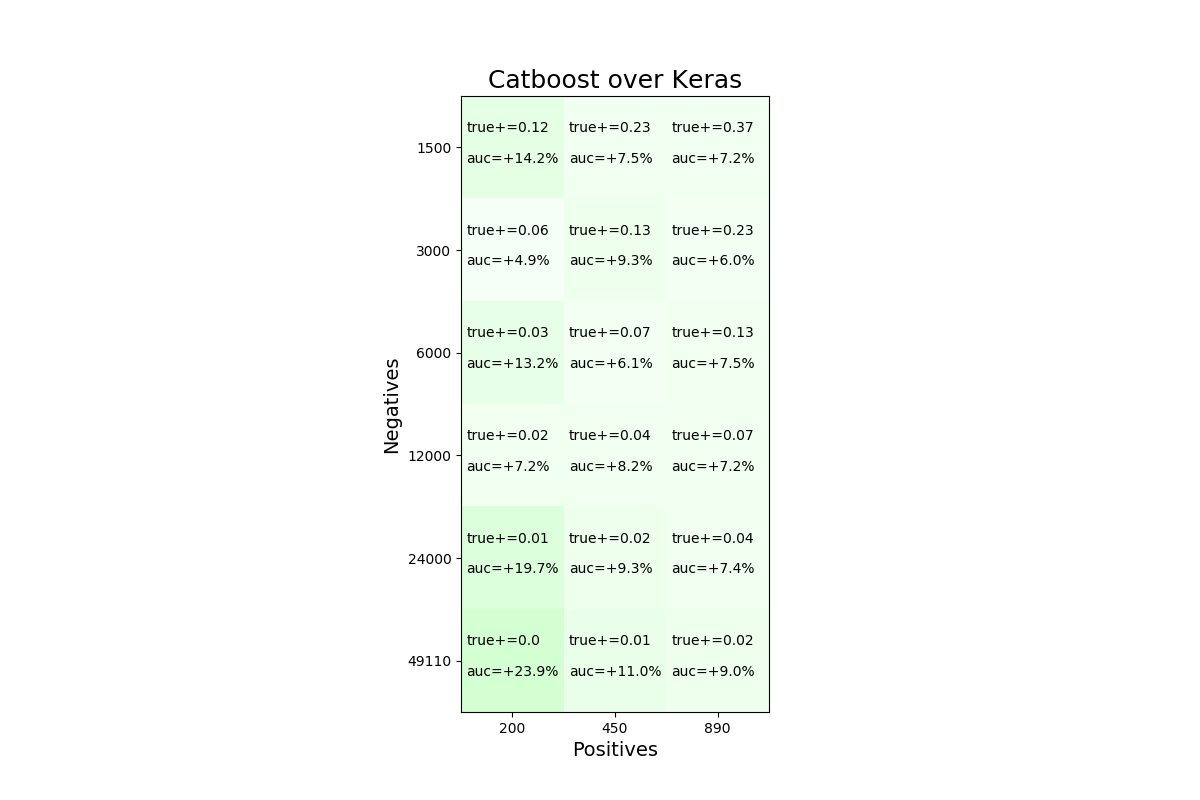 Catboost over Keras
true+=0.12 true+=0.23 true+=0.37
1500
auc=+14.2% auc=+7.5% auc=+7.2%
true+=0.06 true+=0.13 true+=0.23
3000
auc=+4.9% auc=+9.3% auc=+6.0%
true+=0.03 true+=0.07 true+=0.13
6000
auc=+13.2% auc=+6.1% auc=+7.5%
Negatives
true+=0.02 true+=0.04 true+=0.07
12000
auc=+7.2% auc=+8.2% auc=+7.2%
true+=0.01 true+=0.02 true+=0.04
24000
auc=+19.7% auc=+9.3% auc=+7.4%
true+=0.0 true+=0.01 true+=0.02
49110
auc=+23.9% auc=+11.0% auc=+9.0%
200 450 890
Positives